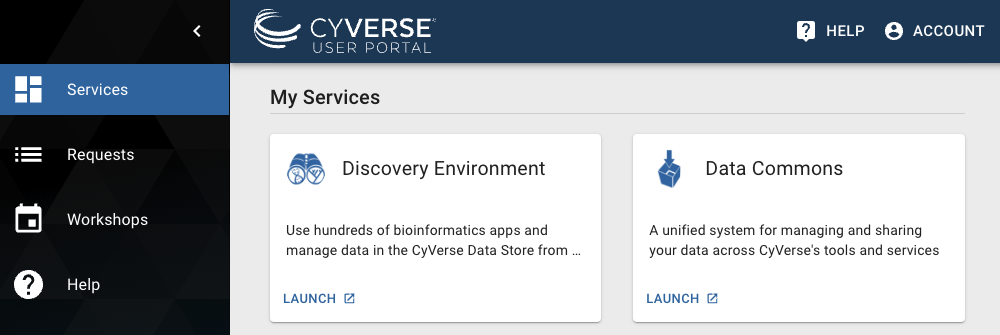 CYVERSE
USER PORTAL
HELP
ACCOUNT
Services
Requests
Workshops
Help
My Services
Discovery Environment
Use hundreds of bioinformatics apps and
manage data in the CyVerse Data Store from ...
LAUNCH
Data Commons
A unified system for managing and sharing
your data across CyVerse's tools and services
LAUNCH